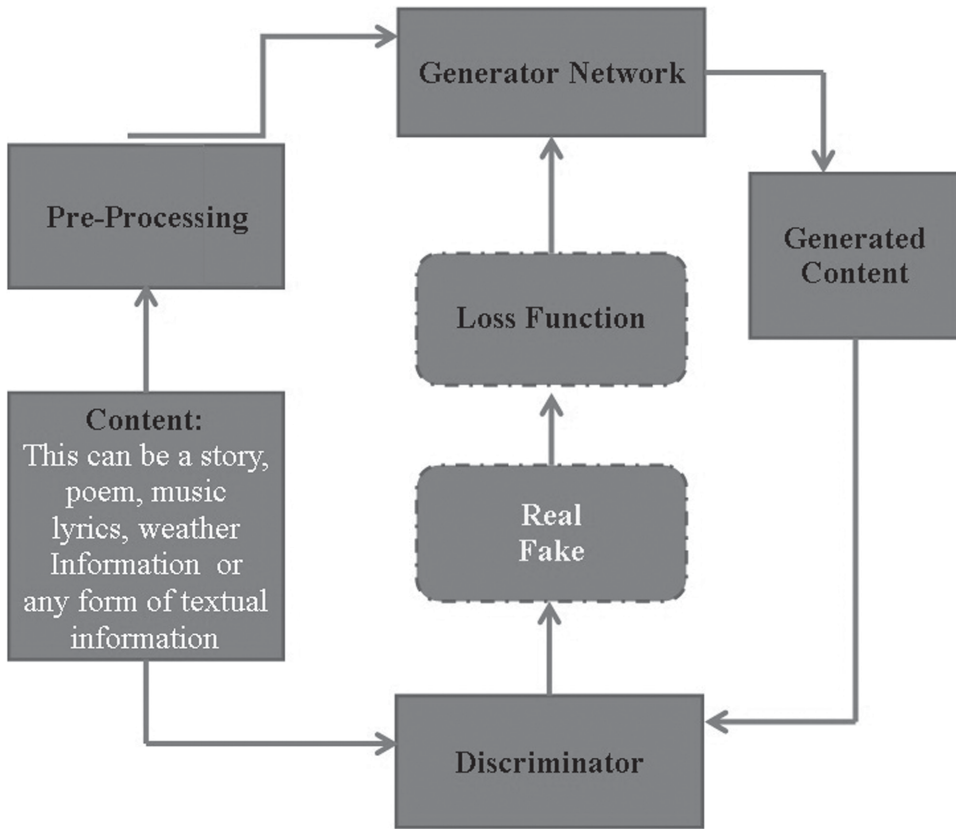 Generator Network
Pre-Processing
Generated
Content
Loss Function
Content:
This can be a story,
poem, music
lyrics, weather
Information or
any form of textual
information
Real
Fake
Discriminator